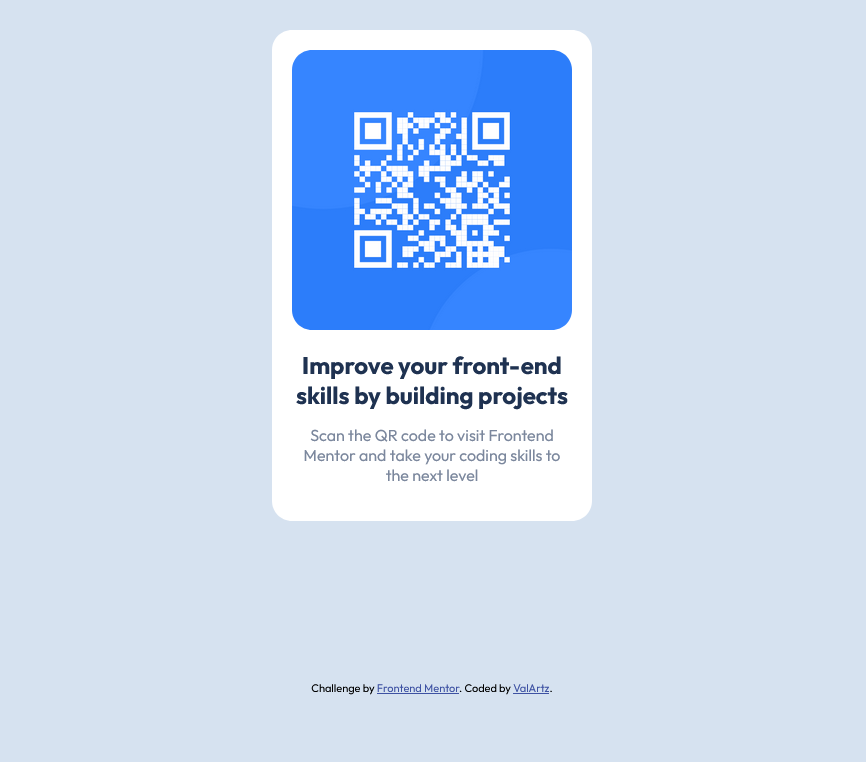 Improve your front-end
skills by building projects
Scan the QR code to visit Frontend
Mentor and take your coding skills to
the next level
Challenge by Frontend Mentor. Coded by ValArtz.